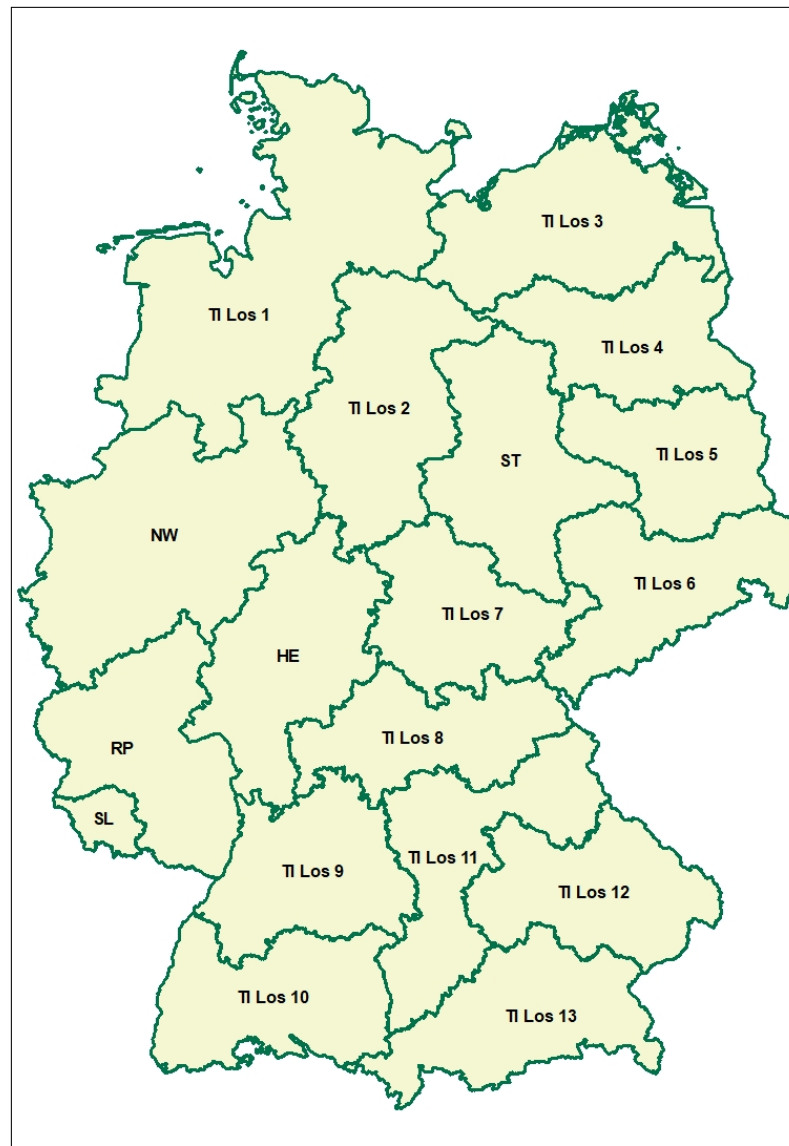 TI Los 3
TI Los 1
TI Los 4
TI Los 2
TI Los 5
ST
NW
TI Los 6
TI Los 7
HE
TI Los 8
RP
SL
TI Los 11
TI Los 9
TI Los 12
TI Los 10
TI Los 13